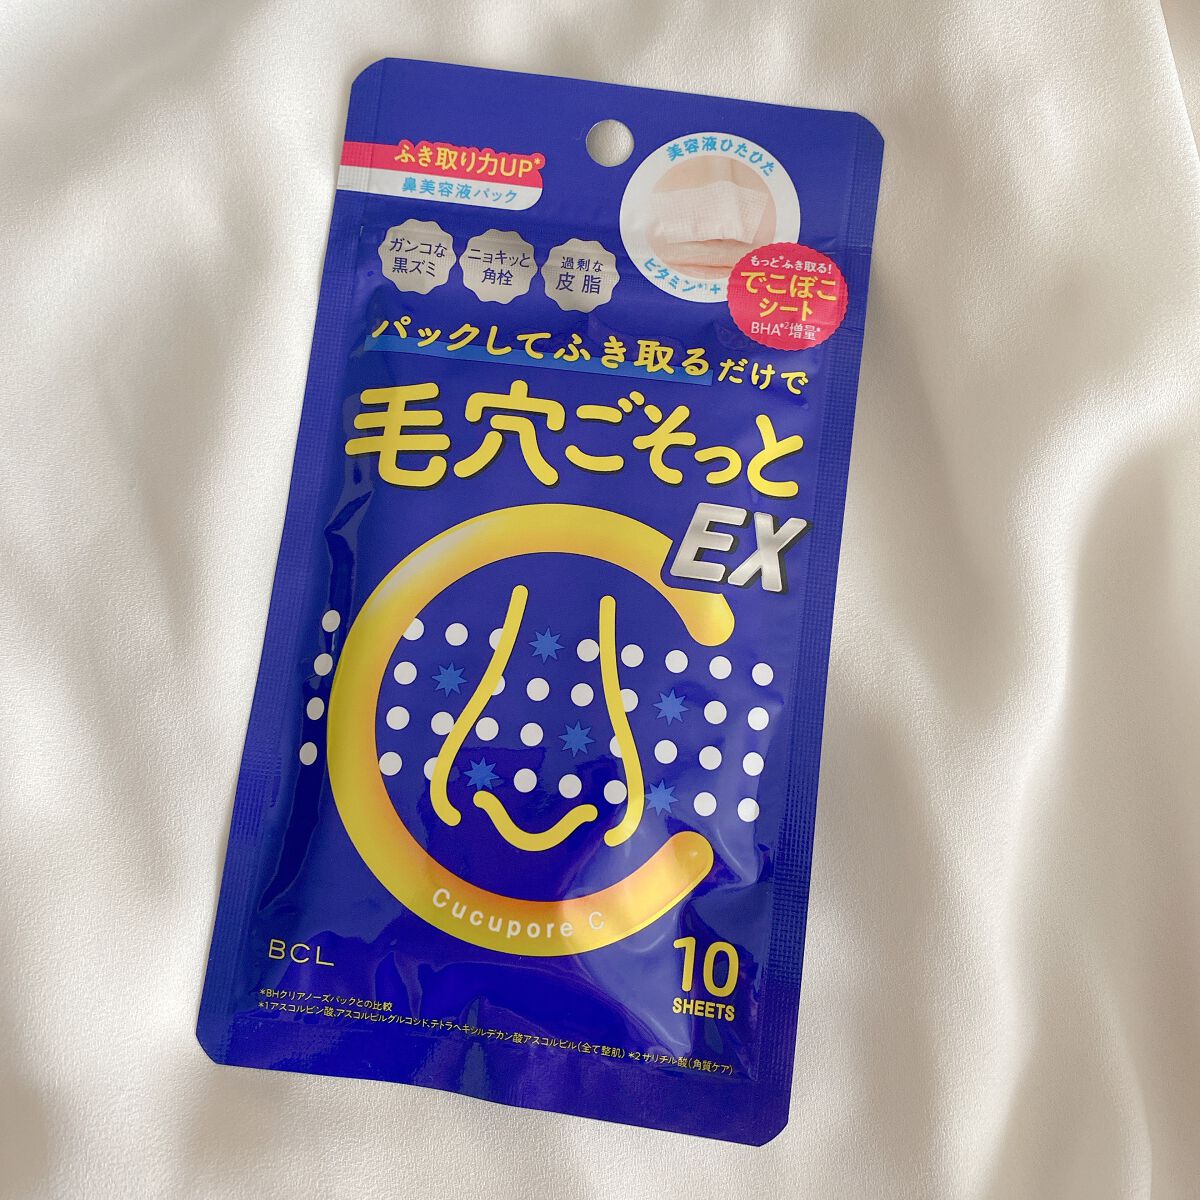 ふき取り力UP*
鼻美容液パック
美容液ひたひた
ビタミン*1+
もっと*ふき取る!
でこぼこ
シート
BHA*2増量*
ガンコな
黒ズミ
ニョキッと
角栓
過剰な
皮脂
パックしてふき取るだけで
毛穴ごそっと
EX
Cucupore C
BCL
10
SHEETS
*BHクリアノーズパックとの比較
*1アスコルビン酸、アスコルビルグルコシド、テトラヘキシルデカン酸アスコルビル(全て整肌) *2サリチル酸(角質ケア)